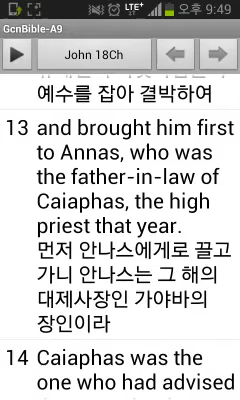 LTE+ 오후 9:49
GcnBible-A9
John 18Ch
예수를 잡아 결박하여
13 and brought him first
to Annas, who was
the father-in-law of
Caiaphas, the high
priest that year.
먼저 안나스에게로 끌고
가니 안나스는 그 해의
대제사장인 가야바의
장인이라
14 Caiaphas was the
one who had advised